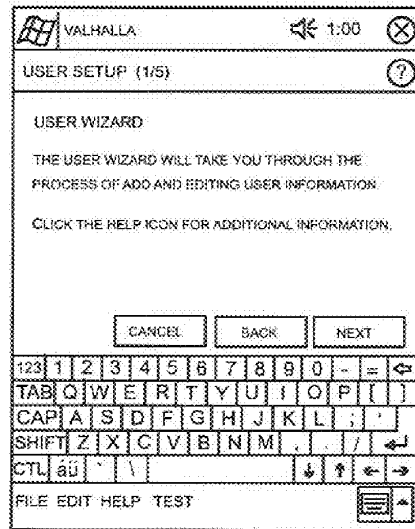 VALHALLA 1:00
USER SETUP (1/5) ?
USER WIZARD
THE USER WIZARD WILL TAKE YOU THROUGH THE
PROCESS OF ADD AND EDITING USER INFORMATION
CLICK THE HELP ICON FOR ADDITIONAL INFORMATION.
CANCEL BACK NEXT
123 1 2 3 4 5 6 7 8 9 0 - =
TAB Q W E R T Y U I O P [ ]
CAP A S D F G H J K L ; '
SHIFT Z X C V B N M , . /
CTL áü ` \
FILE EDIT HELP TEST